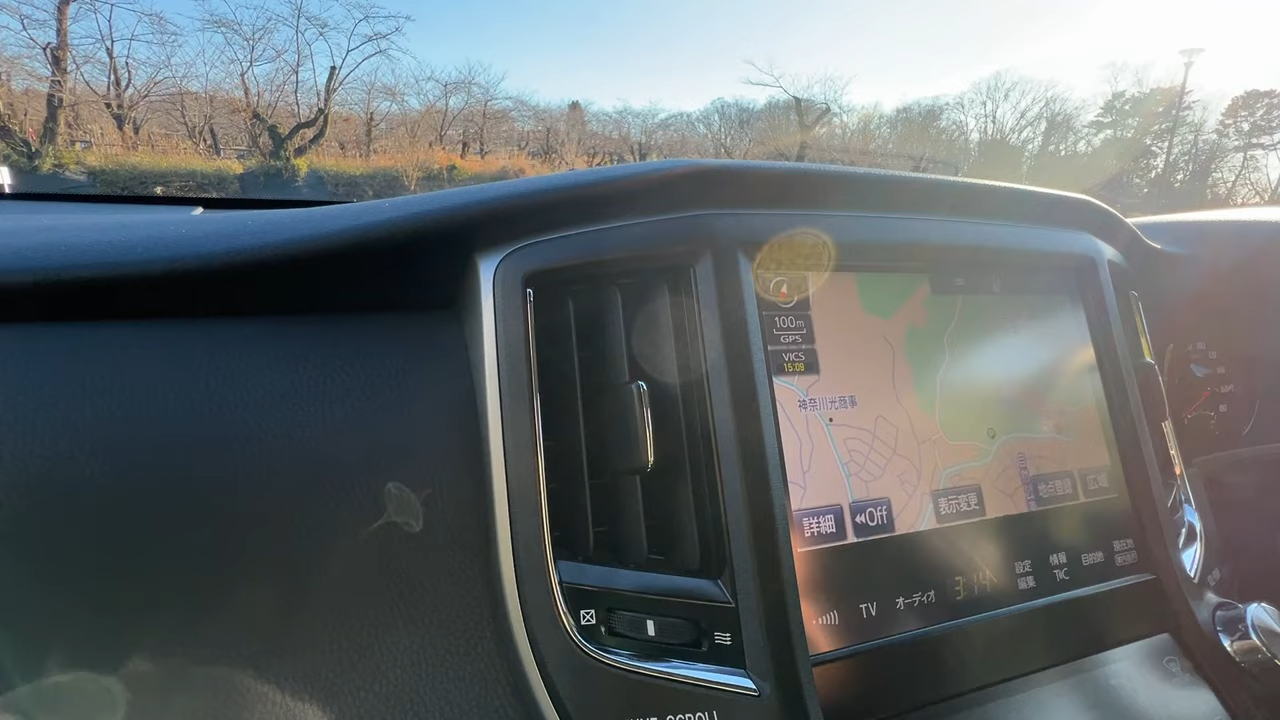 100m
GPS
VICS
15:09
神奈川光商事
詳細
◀◀Off
表示変更
地点登録
広域
TV
オーディオ
3:14
設定
編集
情報
TIC
目的地
現在地
TUNE・SCROLL